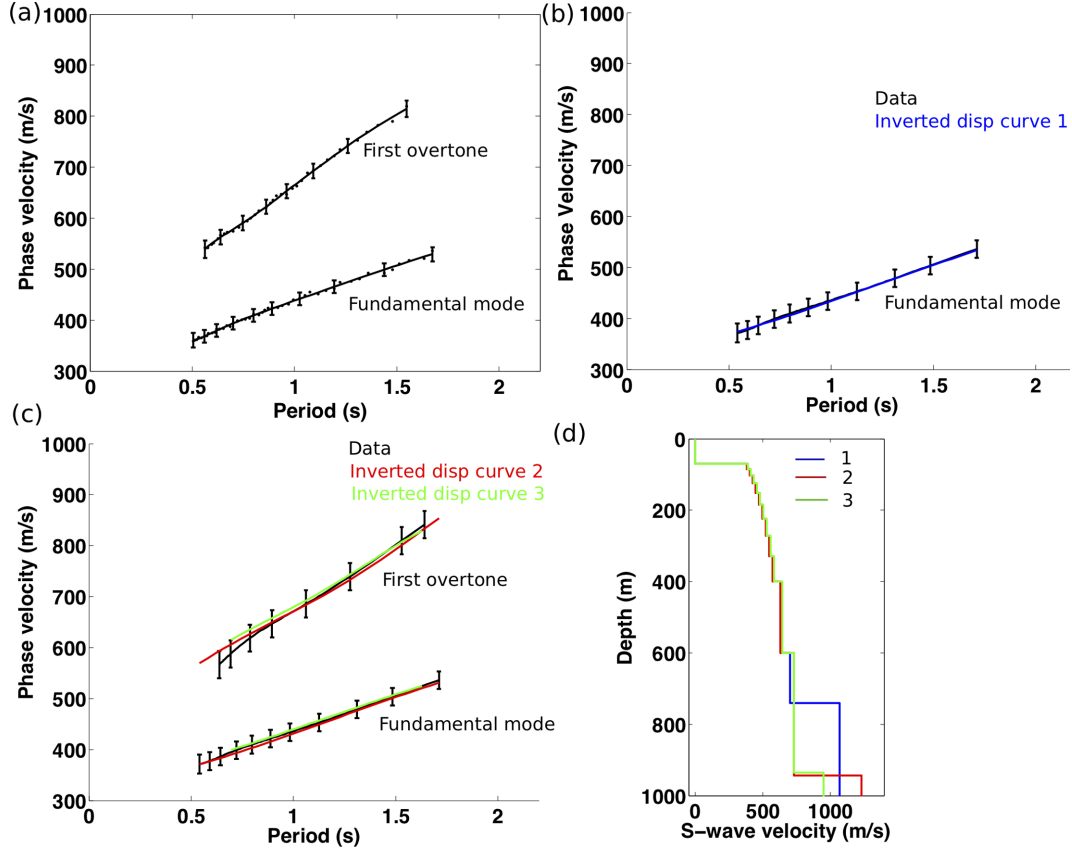 (a)
1000
900
800
700
600
500
400
300
0
0.5
1
1.5
2
Phase velocity (m/s)
Period (s)
First overtone
Fundamental mode
(b)
1000
900
800
700
600
500
400
300
0
0.5
1
1.5
2
Phase Velocity (m/s)
Period (s)
Data
Inverted disp curve 1
Fundamental mode
(c)
1000
900
800
700
600
500
400
300
0
0.5
1
1.5
2
Phase velocity (m/s)
Period (s)
Data
Inverted disp curve 2
Inverted disp curve 3
First overtone
Fundamental mode
(d)
0
200
400
600
800
1000
0
500
1000
Depth (m)
S−wave velocity (m/s)
1
2
3